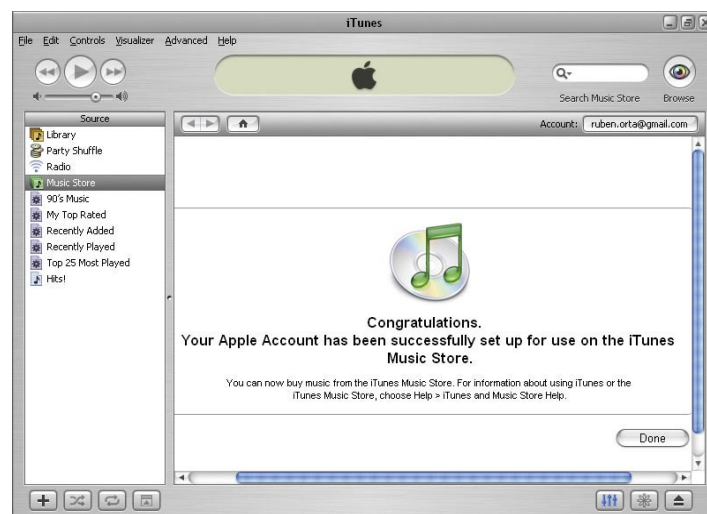 iTunes
File Edit Controls Visualizer Advanced Help
Search Music Store
Browse
Source
Account: ruben.orta@gmail.com
Library
Party Shuffle
Radio
Music Store
90's Music
My Top Rated
Recently Added
Recently Played
Top 25 Most Played
Hits!
Congratulations.
Your Apple Account has been successfully set up for use on the iTunes
Music Store.
You can now buy music from the iTunes Music Store. For information about using iTunes or the
iTunes Music Store, choose Help > iTunes and Music Store Help.
Done